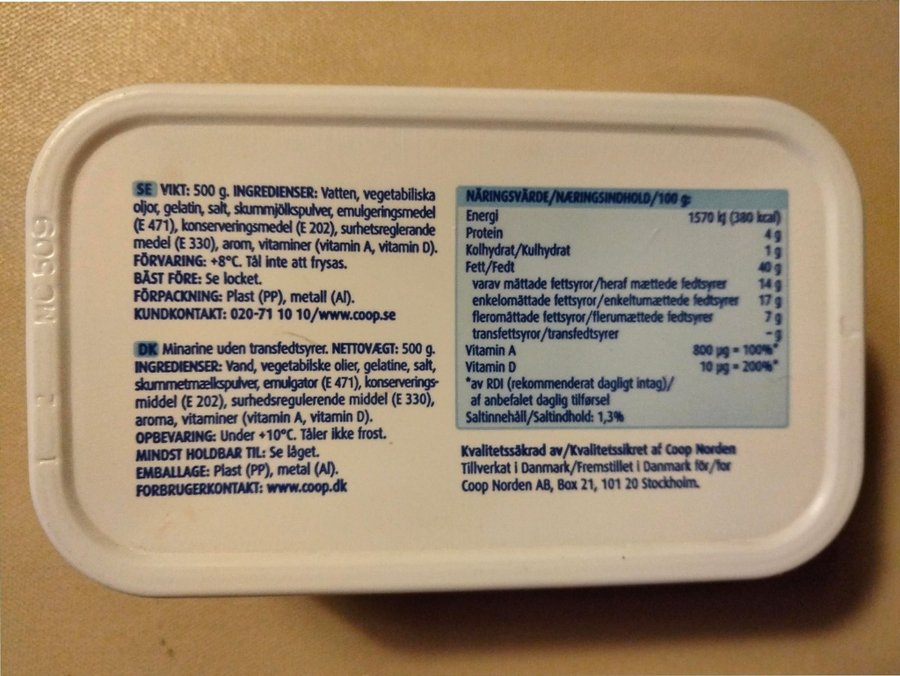 SE VIKT: 500 g. INGREDIENSER: Vatten, vegetabiliska
oljor, gelatin, salt, skummjölkspulver, emulgeringsmedel
(E 471), konserveringsmedel (E 202), surhetsreglerande
medel (E 330), arom, vitaminer (vitamin A, vitamin D).
FÖRVARING: +8°C. Tål inte att frysas.
BÄST FÖRE: Se locket.
FÖRPACKNING: Plast (PP), metall (Al).
KUNDKONTAKT: 020-71 10 10/www.coop.se
DK Minarine uden transfedtsyrer. NETTOVÆGT: 500 g.
INGREDIENSER: Vand, vegetabilske olier, gelatine, salt,
skummetmælkspulver, emulgator (E 471), konserverings-
middel (E 202), surhedsregulerende middel (E 330),
aroma, vitaminer (vitamin A, vitamin D).
OPBEVARING: Under +10°C. Tåler ikke frost.
MINDST HOLDBAR TIL: Se låget.
EMBALLAGE: Plast (PP), metal (Al).
FORBRUGERKONTAKT: www.coop.dk
NÄRINGSVÄRDE/NÆRINGSINDHOLD/100 g:
Energi 1570 kj (380 kcal)
Protein 4 g
Kolhydrat/Kulhydrat 1 g
Fett/Fedt 40 g
varav mättade fettsyror/heraf mættede fedtsyrer 14 g
enkelomättade fettsyror/enkeltumættede fedtsyrer 17 g
fleromättade fettsyror/flerumættede fedtsyrer 7 g
transfettsyror/transfedtsyrer - g
Vitamin A 800 µg = 100%*
Vitamin D 10 µg = 200%*
*av RDI (rekommenderat dagligt intag)/
af anbefalet daglig tilførsel
Saltinnehåll/Saltindhold: 1,3%
Kvalitetssäkrad av/Kvalitetssikret af Coop Norden
Tillverkat i Danmark/Fremstillet i Danmark för/for
Coop Norden AB, Box 21, 101 20 Stockholm.
1 2 MC509